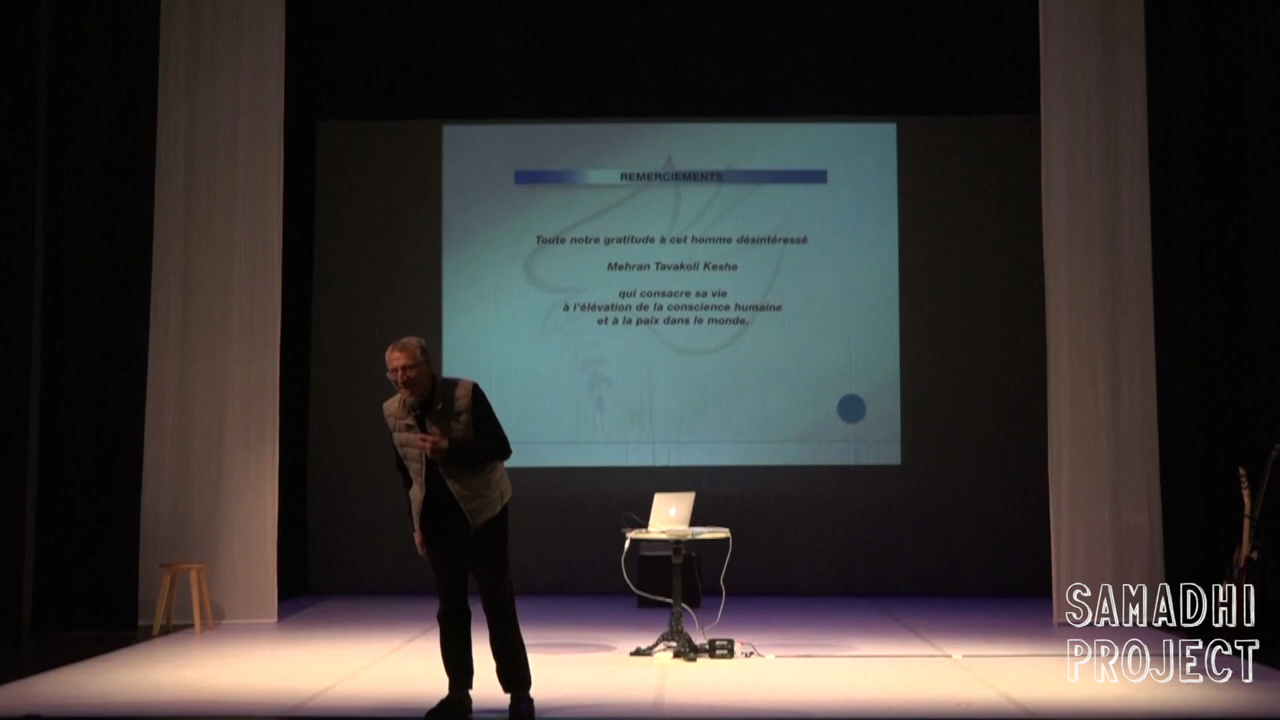 REMERCIEMENTS
Toute notre gratitude à cet homme désintéressé
Mehran Tavakoli Keshe
qui consacre sa vie
à l'élévation de la conscience humaine
et à la paix dans le monde.
SAMADHI
PROJECT